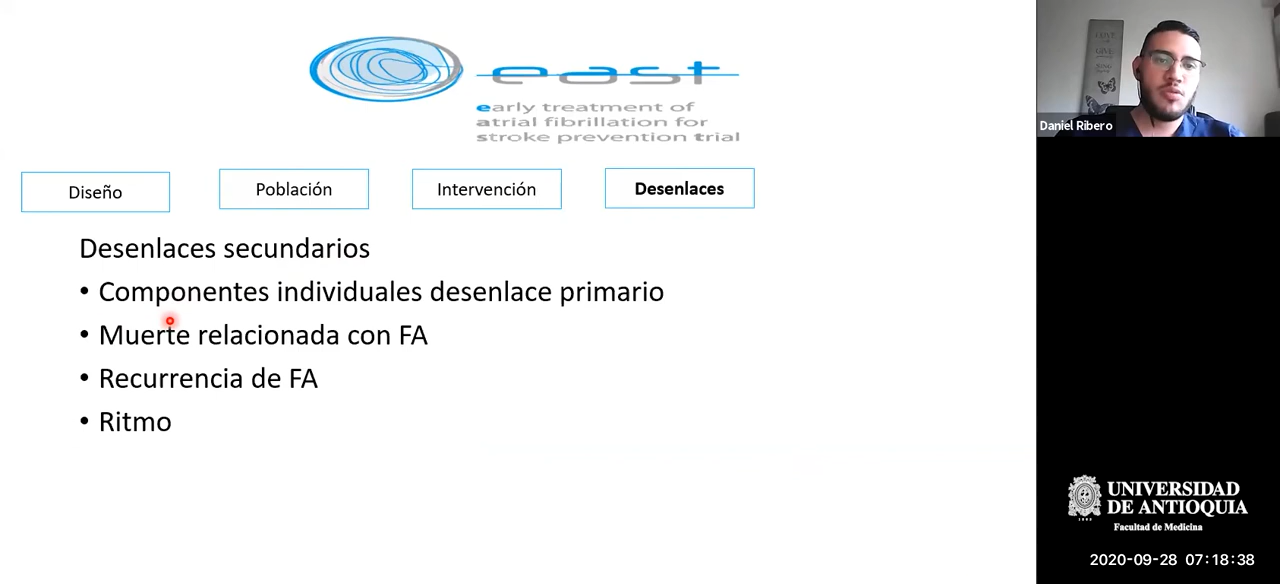 east
early treatment of
atrial fibrillation for
stroke prevention trial
Diseño
Población
Intervención
Desenlaces
Desenlaces secundarios
• Componentes individuales desenlace primario
• Muerte relacionada con FA
• Recurrencia de FA
• Ritmo
Daniel Ribero
UNIVERSIDAD
DE ANTIOQUIA
1803
Facultad de Medicina
2020-09-28 07:18:38